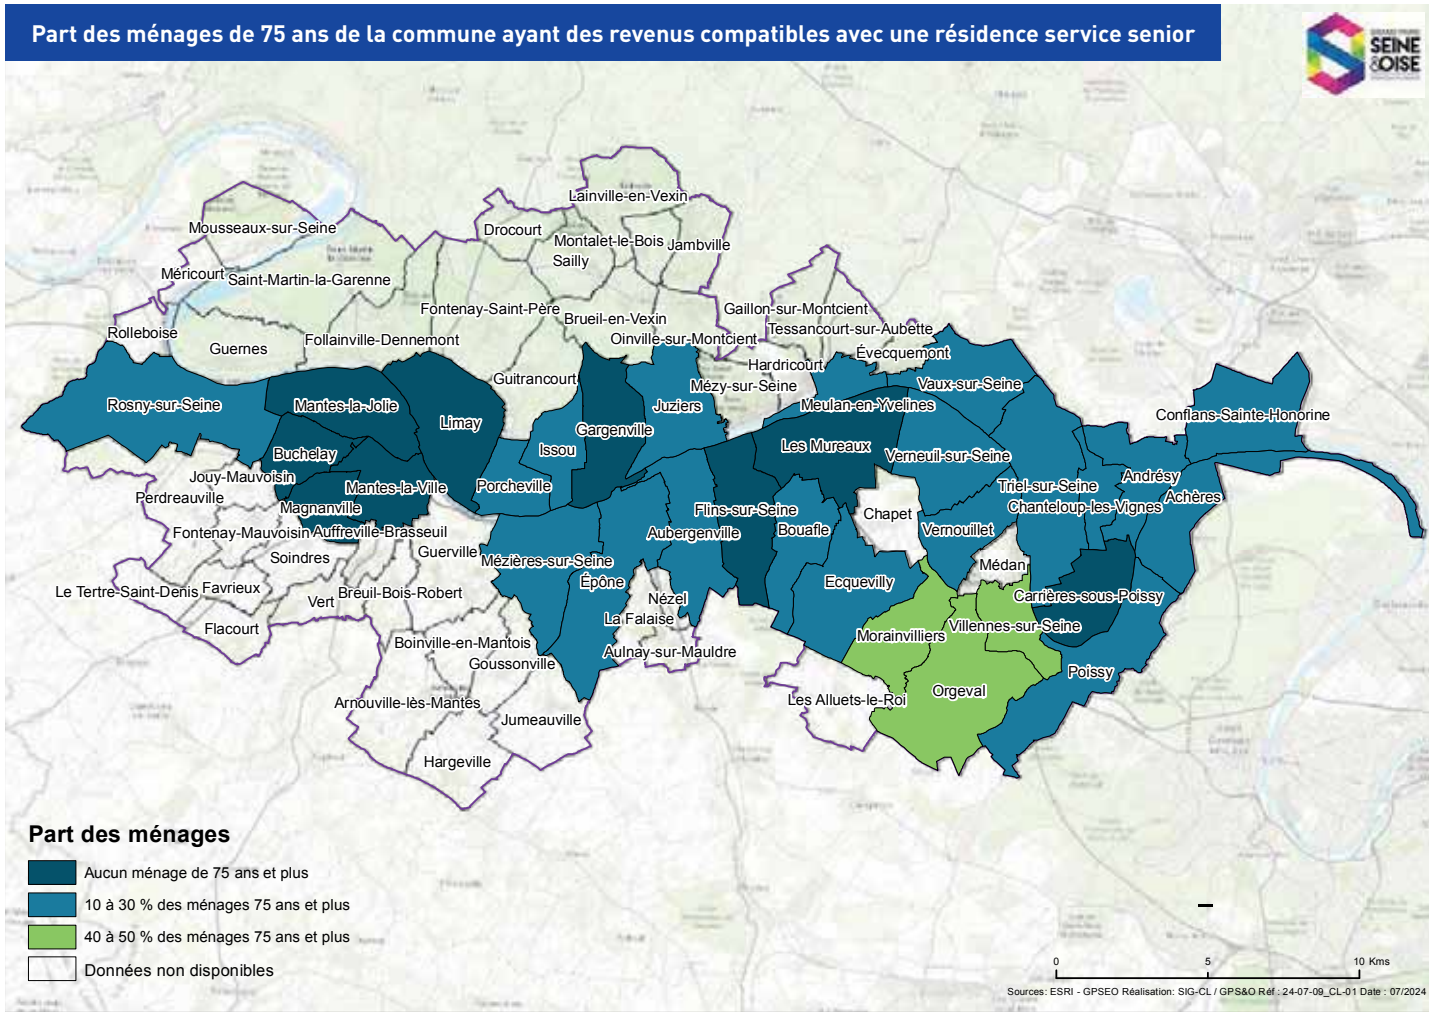 Part des ménages de 75 ans de la commune ayant des revenus compatibles avec une résidence service senior
SEINE
&OISE
Lainville-en-Vexin
Mousseaux-sur-Seine
Drocourt
Montalet-le-Bois
Jambville
Sailly
Méricourt
Saint-Martin-la-Garenne
Fontenay-Saint-Père
Gaillon-sur-Montcient
Brueil-en-Vexin
Tessancourt-sur-Aubette
Rolleboise
Follainville-Dennemont
Oinville-sur-Montcient
Guernes
Évecquemont
Hardricourt
Guitrancourt
Mézy-sur-Seine
Vaux-sur-Seine
Rosny-sur-Seine
Mantes-la-Jolie
Juziers
Meulan-en-Yvelines
Conflans-Sainte-Honorine
Limay
Gargenville
Les Mureaux
Issou
Buchelay
Verneuil-sur-Seine
Jouy-Mauvoisin
Andrésy
Mantes-la-Ville
Porcheville
Triel-sur-Seine
Perdreauville
Achères
Magnanville
Chanteloup-les-Vignes
Flins-sur-Seine
Chapet
Fontenay-Mauvoisin
Auffreville-Brasseuil
Aubergenville
Bouafle
Vernouillet
Guerville
Soindres
Mézières-sur-Seine
Médan
Épône
Ecquevilly
Le Tertre-Saint-Denis
Favrieux
Bréuil-Bois-Robert
Nézel
Carrières-sous-Poissy
Vert
La Falaise
Flacourt
Villennes-sur-Seine
Morainvilliers
Boinville-en-Mantois
Aulnay-sur-Mauldre
Goussonville
Poissy
Orgeval
Arnouville-lès-Mantes
Les Alluets-le-Roi
Jumeauville
Hargeville
Part des ménages
Aucun ménage de 75 ans et plus
10 à 30 % des ménages 75 ans et plus
40 à 50 % des ménages 75 ans et plus
Données non disponibles
0 5 10 Kms
Sources: ESRI - GPSEO Réalisation: SIG-CL / GPS&O Réf : 24-07-09_CL-01 Date : 07/2024